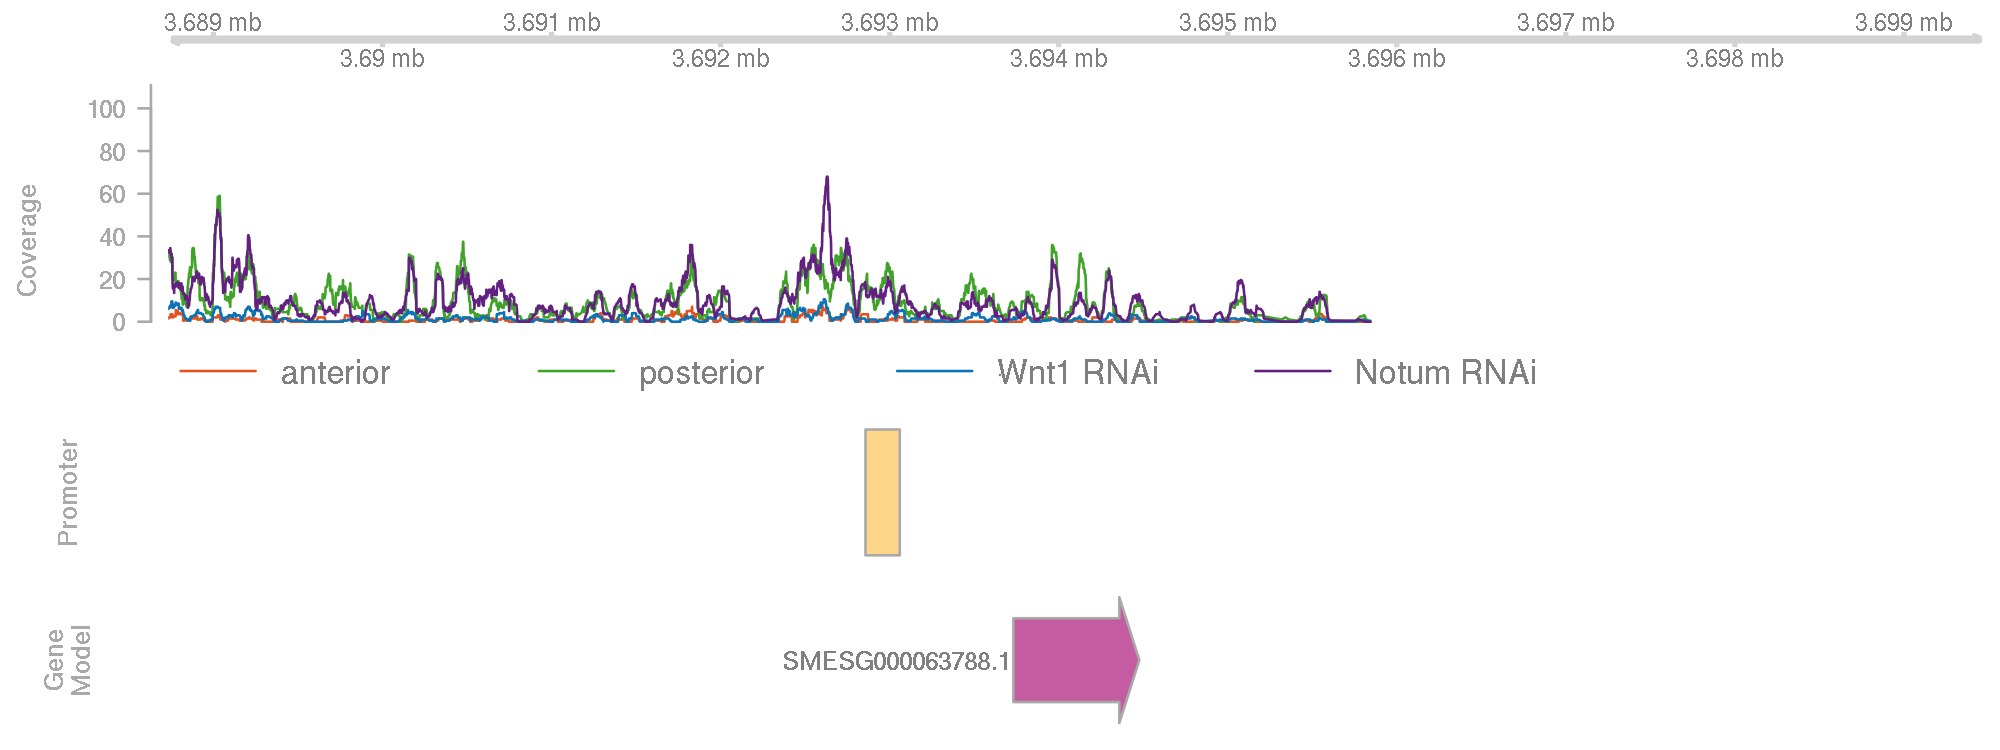 3.689 mb 3.691 mb 3.693 mb 3.695 mb 3.697 mb 3.699 mb
3.69 mb 3.692 mb 3.694 mb 3.696 mb 3.698 mb
Coverage
100
80
60
40
20
0
anterior posterior Wnt1 RNAi Notum RNAi
Promoter
Gene
Model
SMESG000063788.1